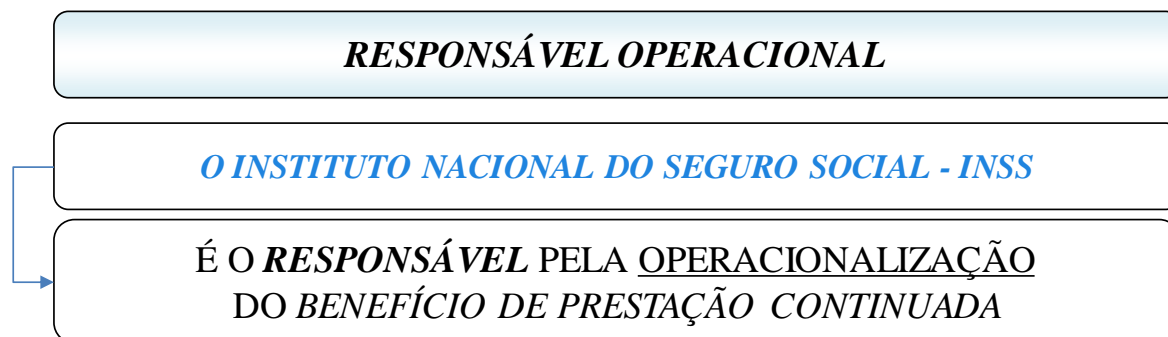 RESPONSÁVEL OPERACIONAL
O INSTITUTO NACIONAL DO SEGURO SOCIAL - INSS
É O RESPONSÁVEL PELA OPERACIONALIZAÇÃO
DO BENEFÍCIO DE PRESTAÇÃO CONTINUADA